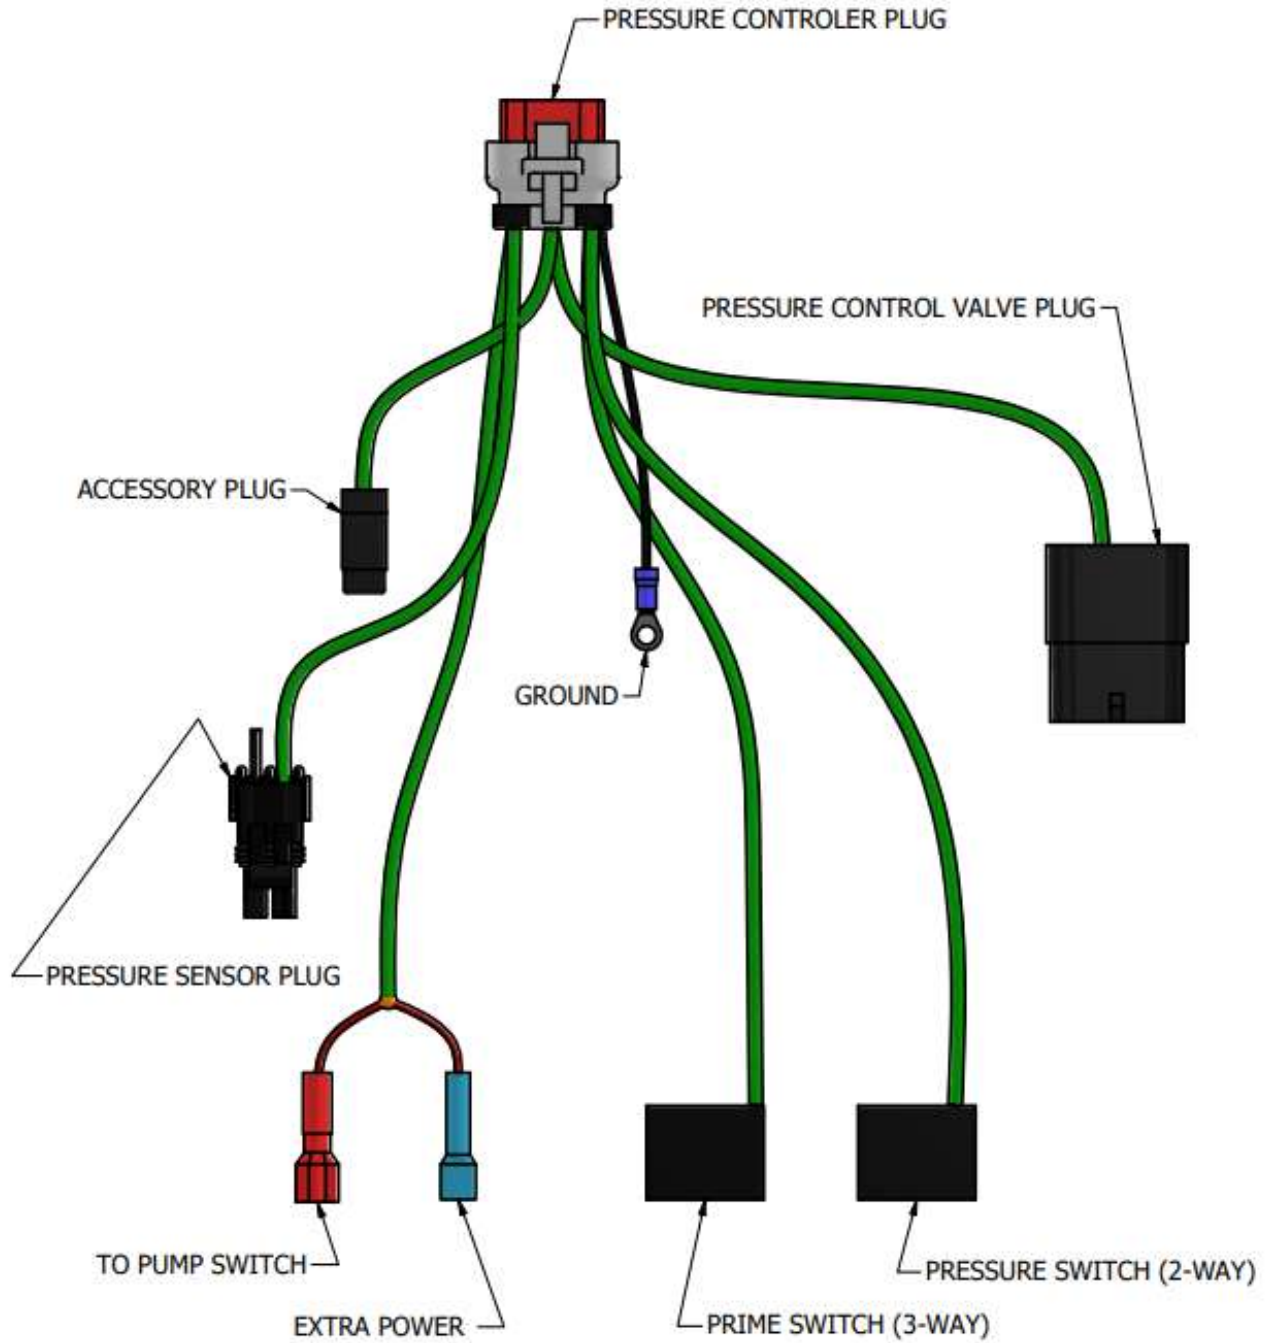 PRESSURE CONTROLER PLUG
PRESSURE CONTROL VALVE PLUG
ACCESSORY PLUG
GROUND
PRESSURE SENSOR PLUG
TO PUMP SWITCH
PRESSURE SWITCH (2-WAY)
EXTRA POWER
PRIME SWITCH (3-WAY)